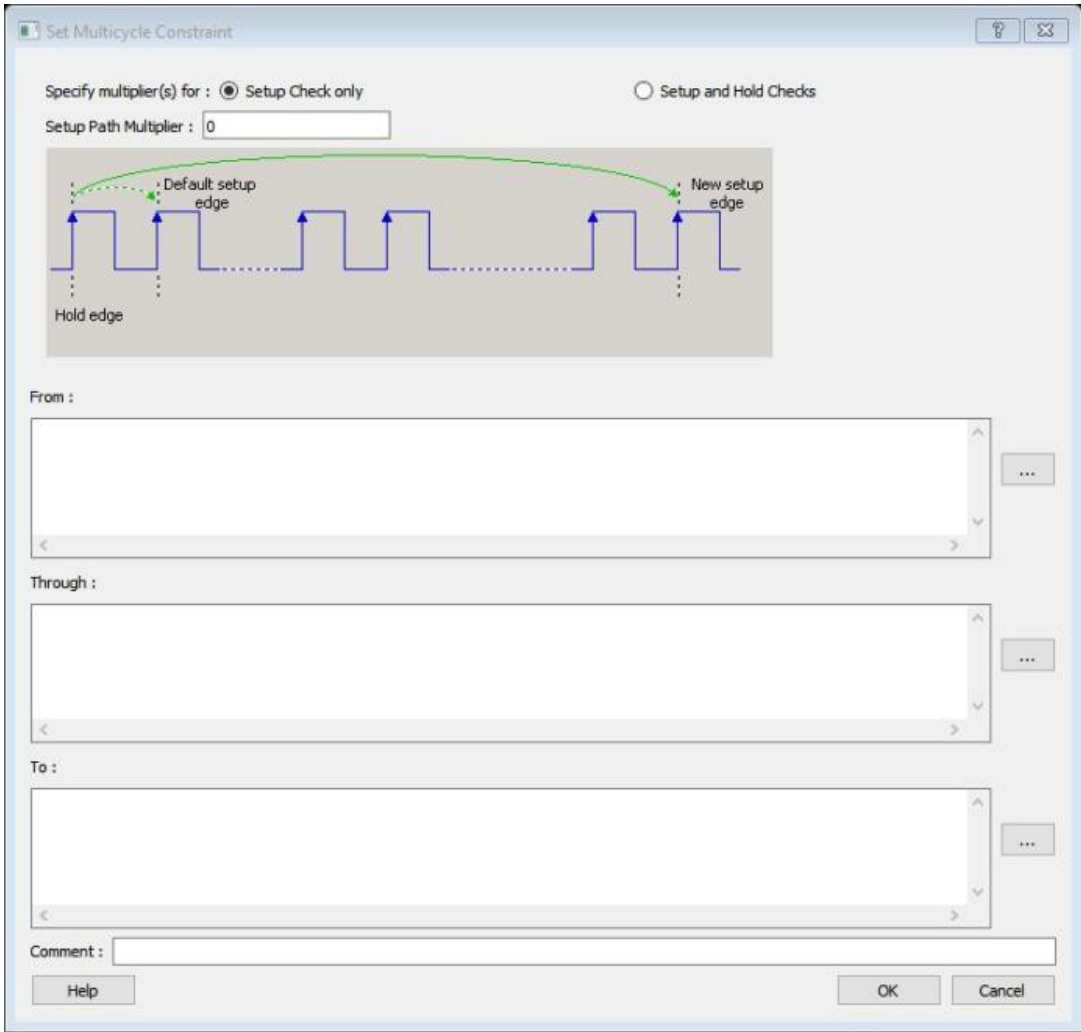 Set Multicycle Constraint
Specify multiplier(s) for : Setup Check only Setup and Hold Checks
Setup Path Multiplier : 0
Default setup
edge
New setup
edge
Hold edge
From :
...
Through :
...
To :
...
Comment :
Help OK Cancel